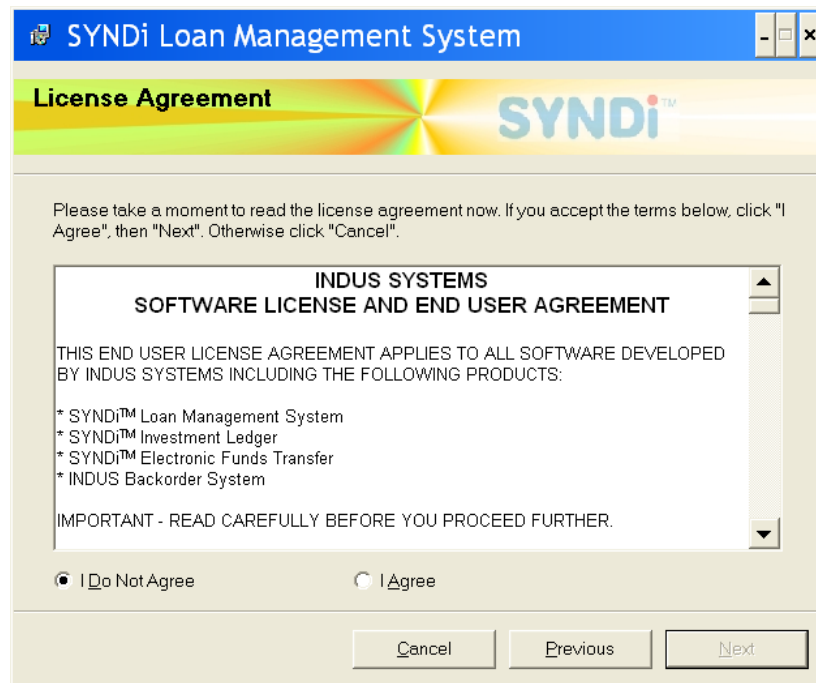 SYNDi Loan Management System
License Agreement
SYNDi™
Please take a moment to read the license agreement now. If you accept the terms below, click "I
Agree", then "Next". Otherwise click "Cancel".
INDUS SYSTEMS
SOFTWARE LICENSE AND END USER AGREEMENT
THIS END USER LICENSE AGREEMENT APPLIES TO ALL SOFTWARE DEVELOPED
BY INDUS SYSTEMS INCLUDING THE FOLLOWING PRODUCTS:
* SYNDi™ Loan Management System
* SYNDi™ Investment Ledger
* SYNDi™ Electronic Funds Transfer
* INDUS Backorder System
IMPORTANT - READ CAREFULLY BEFORE YOU PROCEED FURTHER.
I Do Not Agree I Agree
Cancel Previous Next